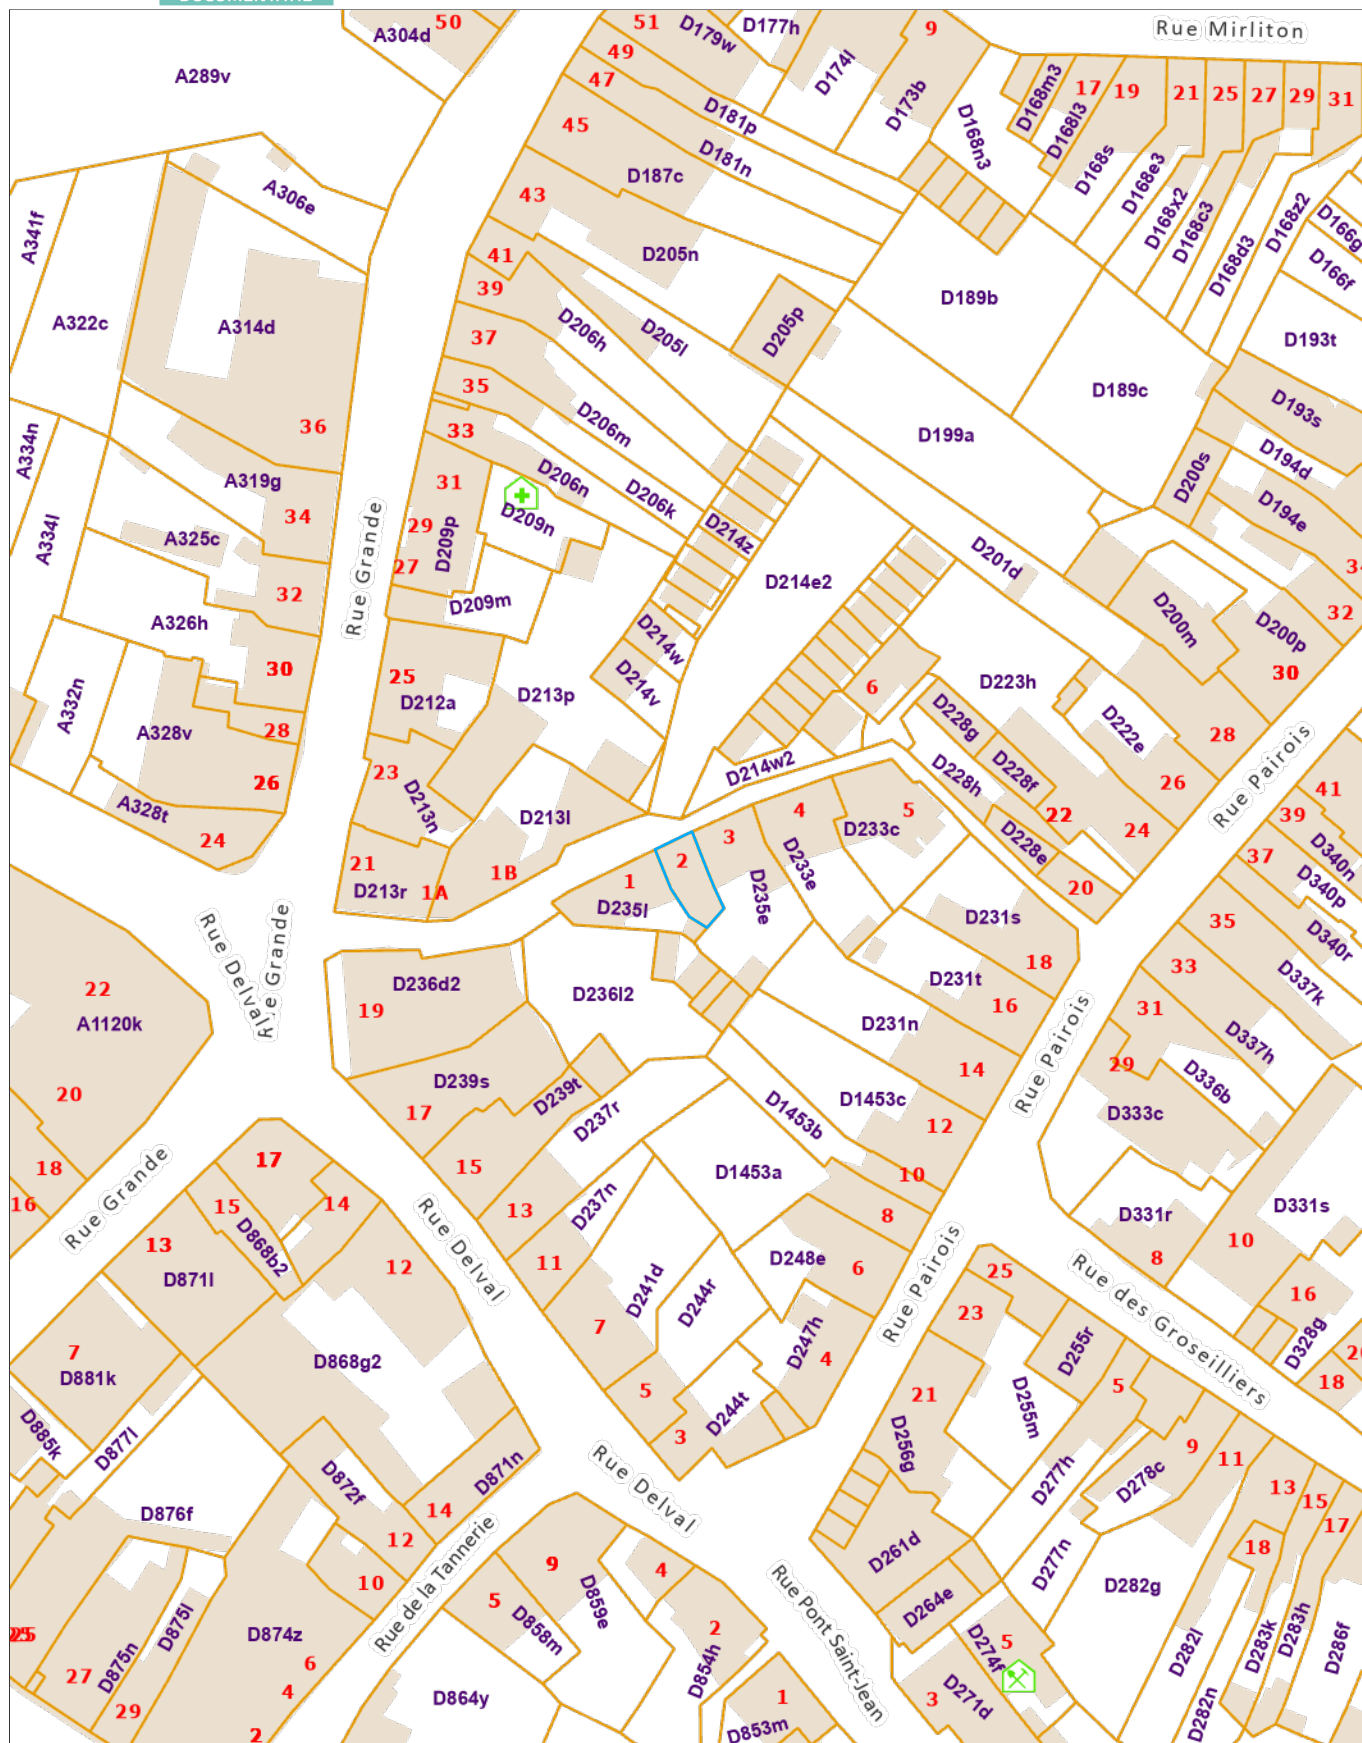 50
A304d
A289v
51
D179w
D177h
49
47
D174l
9
D173b
Rue Mirliton
D168m3
17
19
21
25
27
29
31
D168l3
D168n3
D168s
D168e3
D168x2
D168c3
D168d3
D168z2
D166g
D166f
D193t
D181p
D181n
45
D187c
43
A306e
A341f
A322c
A314d
36
41
39
37
35
33
D205n
D205l
D205p
D206h
D206m
D206n
D206k
D189b
D189c
D199a
D193s
D194d
D194e
D200s
34
32
A334n
A334l
A319g
34
A325c
32
A326h
30
A332n
A328v
28
26
A328t
24
Rue Grande
31
29
27
D209p
D209n
D209m
25
D212a
D213p
23
D213n
D213l
21
D213r
1A
1B
D214z
D214w
D214v
D214e2
D214w2
6
D201d
D200m
D200p
30
D223h
D222e
28
26
24
D228g
D228f
D228h
22
D228e
20
Rue Pairois
41
39
37
D340n
D340p
D340r
35
33
D337k
31
D337h
29
D336b
D333c
1
D235l
2
3
D235e
4
D233e
D233c
5
D231s
18
D231t
16
D231n
14
D1453c
12
D1453b
10
D1453a
8
D248e
6
D247h
4
Rue Pairois
Rue Delval
Rue Grande
22
A1120k
20
18
16
Rue Grande
19
D236d2
D236l2
D239s
17
D239t
15
D237r
13
D237n
11
D241d
D244r
7
5
3
D244t
Rue Delval
17
15
14
D868b2
13
D871l
12
D868g2
7
D881k
D885k
D877l
D876f
D872f
D871n
14
12
10
Rue de la Tannerie
D875l
D875n
27
29
25
D874z
6
4
2
9
5
D858m
D859e
D864y
4
2
D854h
1
D853m
Rue Delval
Rue Pairois
Rue des Groseilliers
Rue Pont Saint-Jean
D331r
8
10
D331s
16
D328g
18
25
23
D255r
5
21
D255m
D256g
D277h
D278c
9
11
13
15
17
18
D261d
D264e
D277n
D282g
5
D274f
3
D271d
D282l
D282n
D283k
D283h
D286f